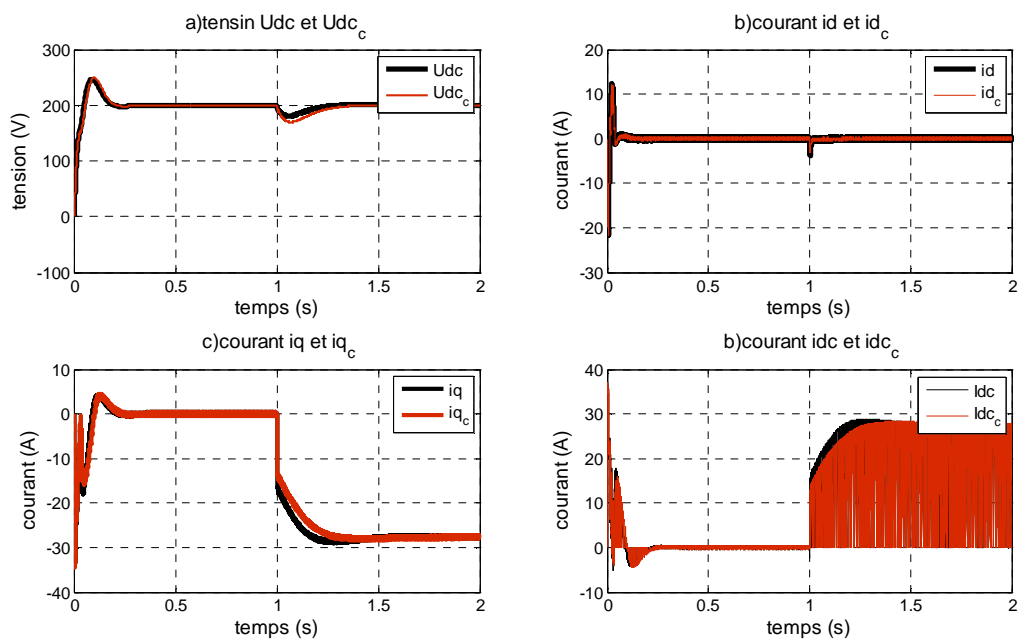 a)tensin Udc et Udc_c
300
200
100
0
-100
tension (V)
0 0.5 1 1.5 2
temps (s)
Udc
Udc_c
b)courant id et id_c
20
10
0
-10
-20
-30
courant (A)
0 0.5 1 1.5 2
temps (s)
id
id_c
c)courant iq et iq_c
10
0
-10
-20
-30
-40
courant (A)
0 0.5 1 1.5 2
temps (s)
iq
iq_c
b)courant idc et idc_c
40
30
20
10
0
-10
courant (A)
0 0.5 1 1.5 2
temps (s)
Idc
Idc_c